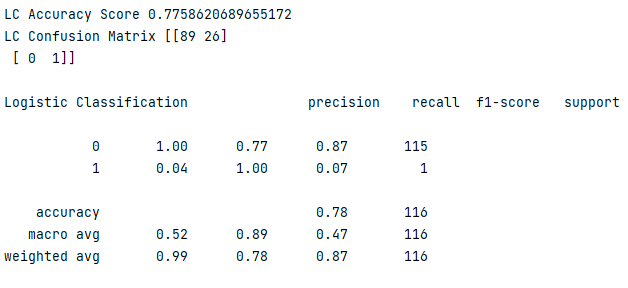 LC Accuracy Score 0.7758620689655172
LC Confusion Matrix [[89 26]
 [ 0  1]]
Logistic Classification               precision    recall  f1-score   support
           0       1.00      0.77      0.87       115
           1       0.04      1.00      0.07         1
    accuracy                           0.78       116
   macro avg       0.52      0.89      0.47       116
weighted avg       0.99      0.78      0.87       116